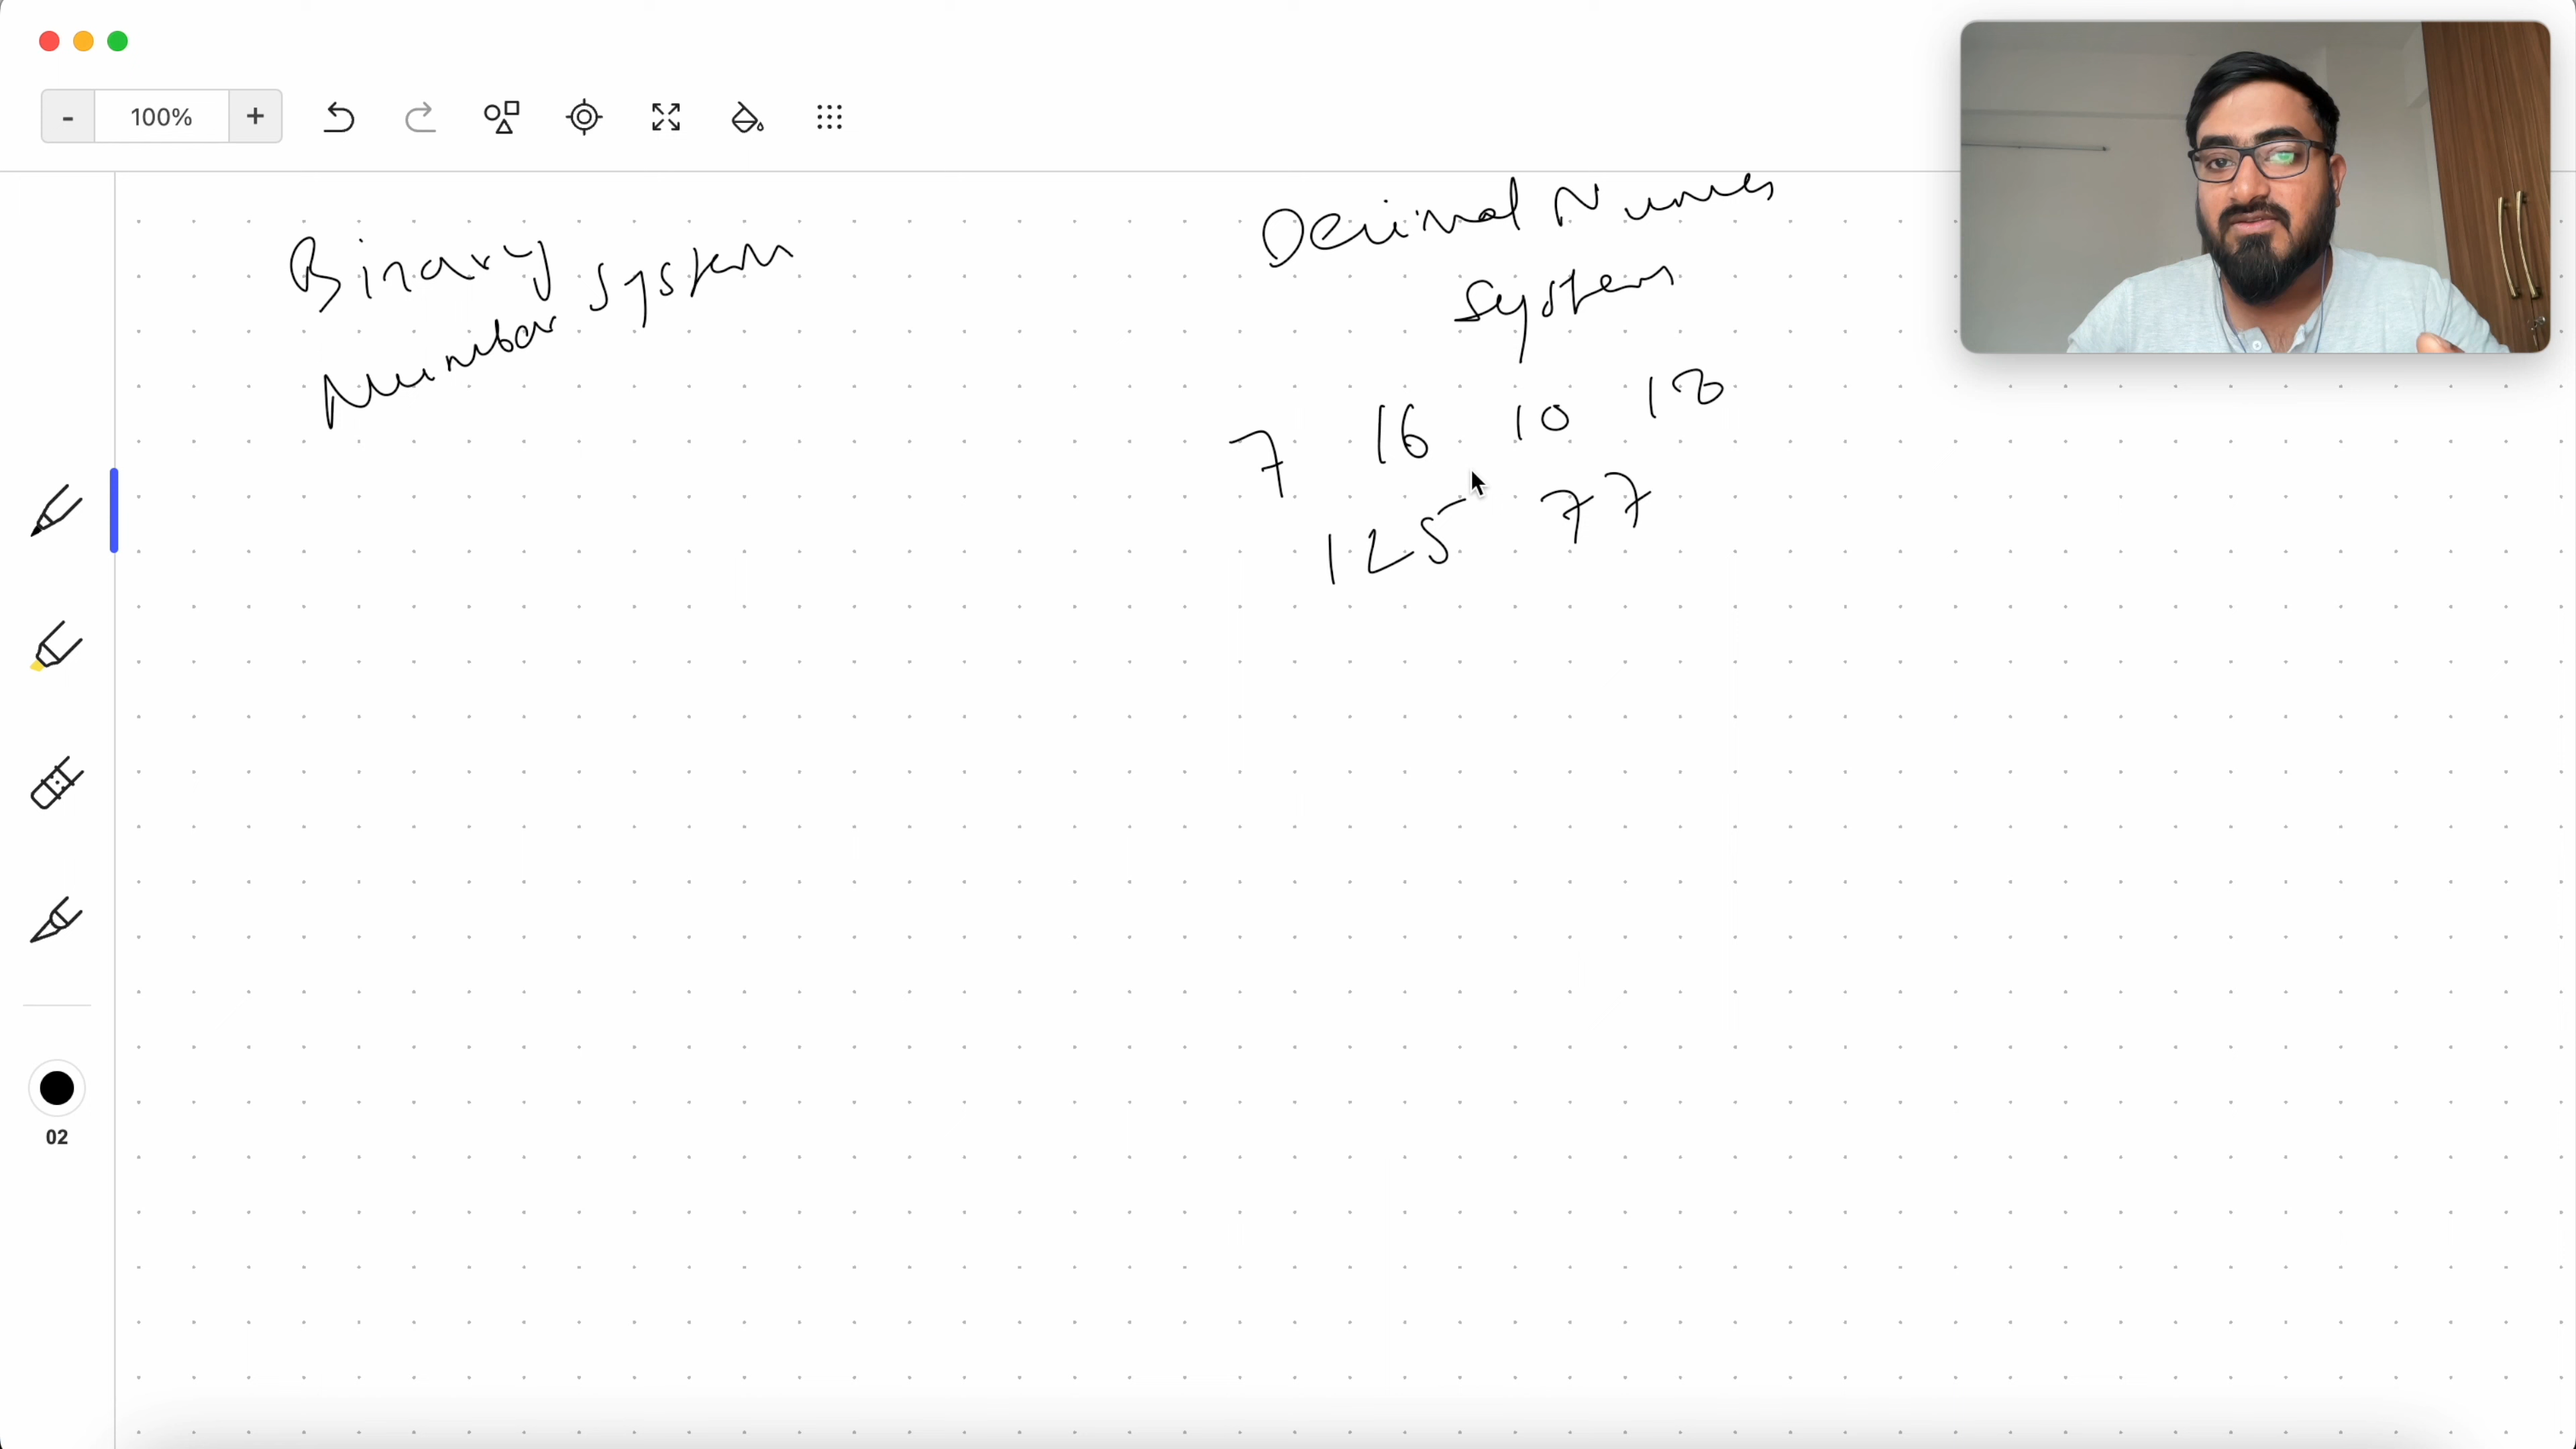 - 100% +
Binary System
Number
Decimal Number
System
7 16 10 18
125 77
02